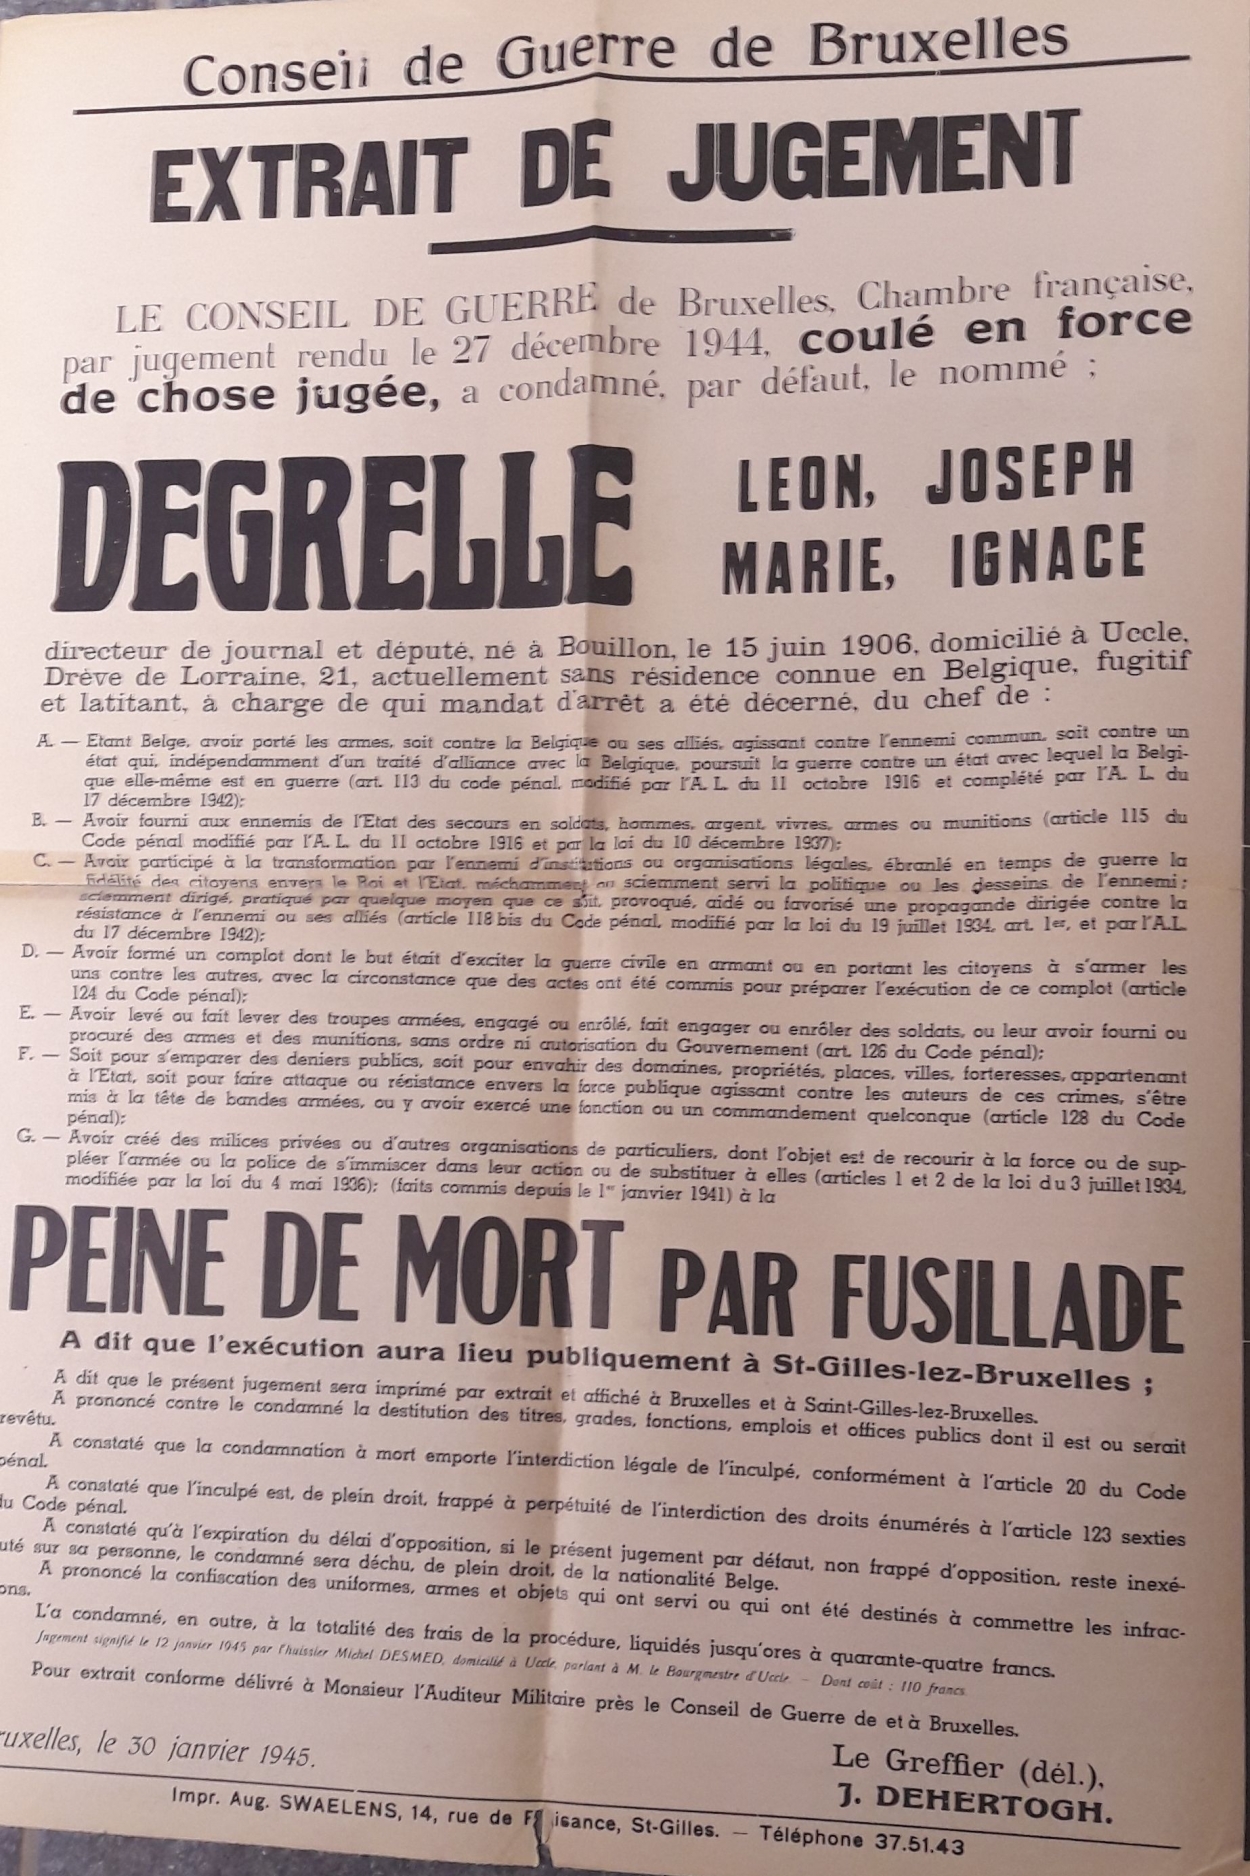 Conseil de Guerre de Bruxelles
EXTRAIT DE JUGEMENT
LE CONSEIL DE GUERRE de Bruxelles, Chambre française,
par jugement rendu le 27 décembre 1944, coulé en force
de chose jugée, a condamné, par défaut, le nommé ;
DEGRELLE
LEON, JOSEPH
MARIE, IGNACE
directeur de journal et député, né à Bouillon, le 15 juin 1906, domicilié à Uccle,
Drève de Lorraine, 21, actuellement sans résidence connue en Belgique, fugitif
et latitant, à charge de qui mandat d'arrêt a été décerné, du chef de :
A. — Etant Belge, avoir porté les armes, soit contre la Belgique ou ses alliés, agissant contre l'ennemi commun, soit contre un
état qui, indépendamment d'un traité d'alliance avec la Belgique, poursuit la guerre contre un état avec lequel la Belgi-
que elle-même est en guerre (art. 113 du code pénal, modifié par l'A. L. du 11 octobre 1916 et complété par l'A. L. du
17 décembre 1942);
B. — Avoir fourni aux ennemis de l'Etat des secours en soldats, hommes, argent, vivres, armes ou munitions (article 115 du
Code pénal modifié par l'A. L. du 11 octobre 1916 et par la loi du 10 décembre 1937);
C. — Avoir participé à la transformation par l'ennemi d'institutions ou organisations légales, ébranlé en temps de guerre la
fidélité des citoyens envers le Roi et l'Etat, méchamment ou sciemment servi la politique ou les desseins de l'ennemi;
sciemment dirigé, pratiqué par quelque moyen que ce soit, provoqué, aidé ou favorisé une propagande dirigée contre la
résistance à l'ennemi ou ses alliés (article 118 bis du Code pénal, modifié par la loi du 19 juillet 1934, art. 1er, et par l'A.L.
du 17 décembre 1942);
D. — Avoir formé un complot dont le but était d'exciter la guerre civile en armant ou en portant les citoyens à s'armer les
uns contre les autres, avec la circonstance que des actes ont été commis pour préparer l'exécution de ce complot (article
124 du Code pénal);
E. — Avoir levé ou fait lever des troupes armées, engagé ou enrôlé, fait engager ou enrôler des soldats, ou leur avoir fourni ou
procuré des armes et des munitions, sans ordre ni autorisation du Gouvernement (art. 126 du Code pénal);
F. — Soit pour s'emparer des deniers publics, soit pour envahir des domaines, propriétés, places, villes, forteresses, appartenant
à l'Etat, soit pour faire attaque ou résistance envers la force publique agissant contre les auteurs de ces crimes, s'être
mis à la tête de bandes armées, ou y avoir exercé une fonction ou un commandement quelconque (article 128 du Code
pénal);
G. — Avoir créé des milices privées ou d'autres organisations de particuliers, dont l'objet est de recourir à la force ou de sup-
pléer l'armée ou la police de s'immiscer dans leur action ou de substituer à elles (articles 1 et 2 de la loi du 3 juillet 1934,
modifiée par la loi du 4 mai 1936); (faits commis depuis le 1er janvier 1941) à la
PEINE DE MORT PAR FUSILLADE
A dit que l'exécution aura lieu publiquement à St-Gilles-lez-Bruxelles ;
A dit que le présent jugement sera imprimé par extrait et affiché à Bruxelles et à Saint-Gilles-lez-Bruxelles.
A prononcé contre le condamné la destitution des titres, grades, fonctions, emplois et offices publics dont il est ou serait
revêtu.
A constaté que la condamnation à mort emporte l'interdiction légale de l'inculpé, conformément à l'article 20 du Code
pénal.
A constaté que l'inculpé est, de plein droit, frappé à perpétuité de l'interdiction des droits énumérés à l'article 123 sexties
du Code pénal.
A constaté qu'à l'expiration du délai d'opposition, si le présent jugement par défaut, non frappé d'opposition, reste inexé-
uté sur sa personne, le condamné sera déchu, de plein droit, de la nationalité Belge.
A prononcé la confiscation des uniformes, armes et objets qui ont servi ou qui ont été destinés à commettre les infrac-
ons.
L'a condamné, en outre, à la totalité des frais de la procédure, liquidés jusqu'ores à quarante-quatre francs.
Jugement signifié le 12 janvier 1945 par l'huissier Michel DESMED, domicilié à Uccle, parlant à M. le Bourgmestre d'Uccle. — Dont coût : 110 francs.
Pour extrait conforme délivré à Monsieur l'Auditeur Militaire près le Conseil de Guerre de et à Bruxelles.
ruxelles, le 30 janvier 1945.
Le Greffier (dél.),
J. DEHERTOGH.
Impr. Aug. SWAELENS, 14, rue de Plaisance, St-Gilles. — Téléphone 37.51.43